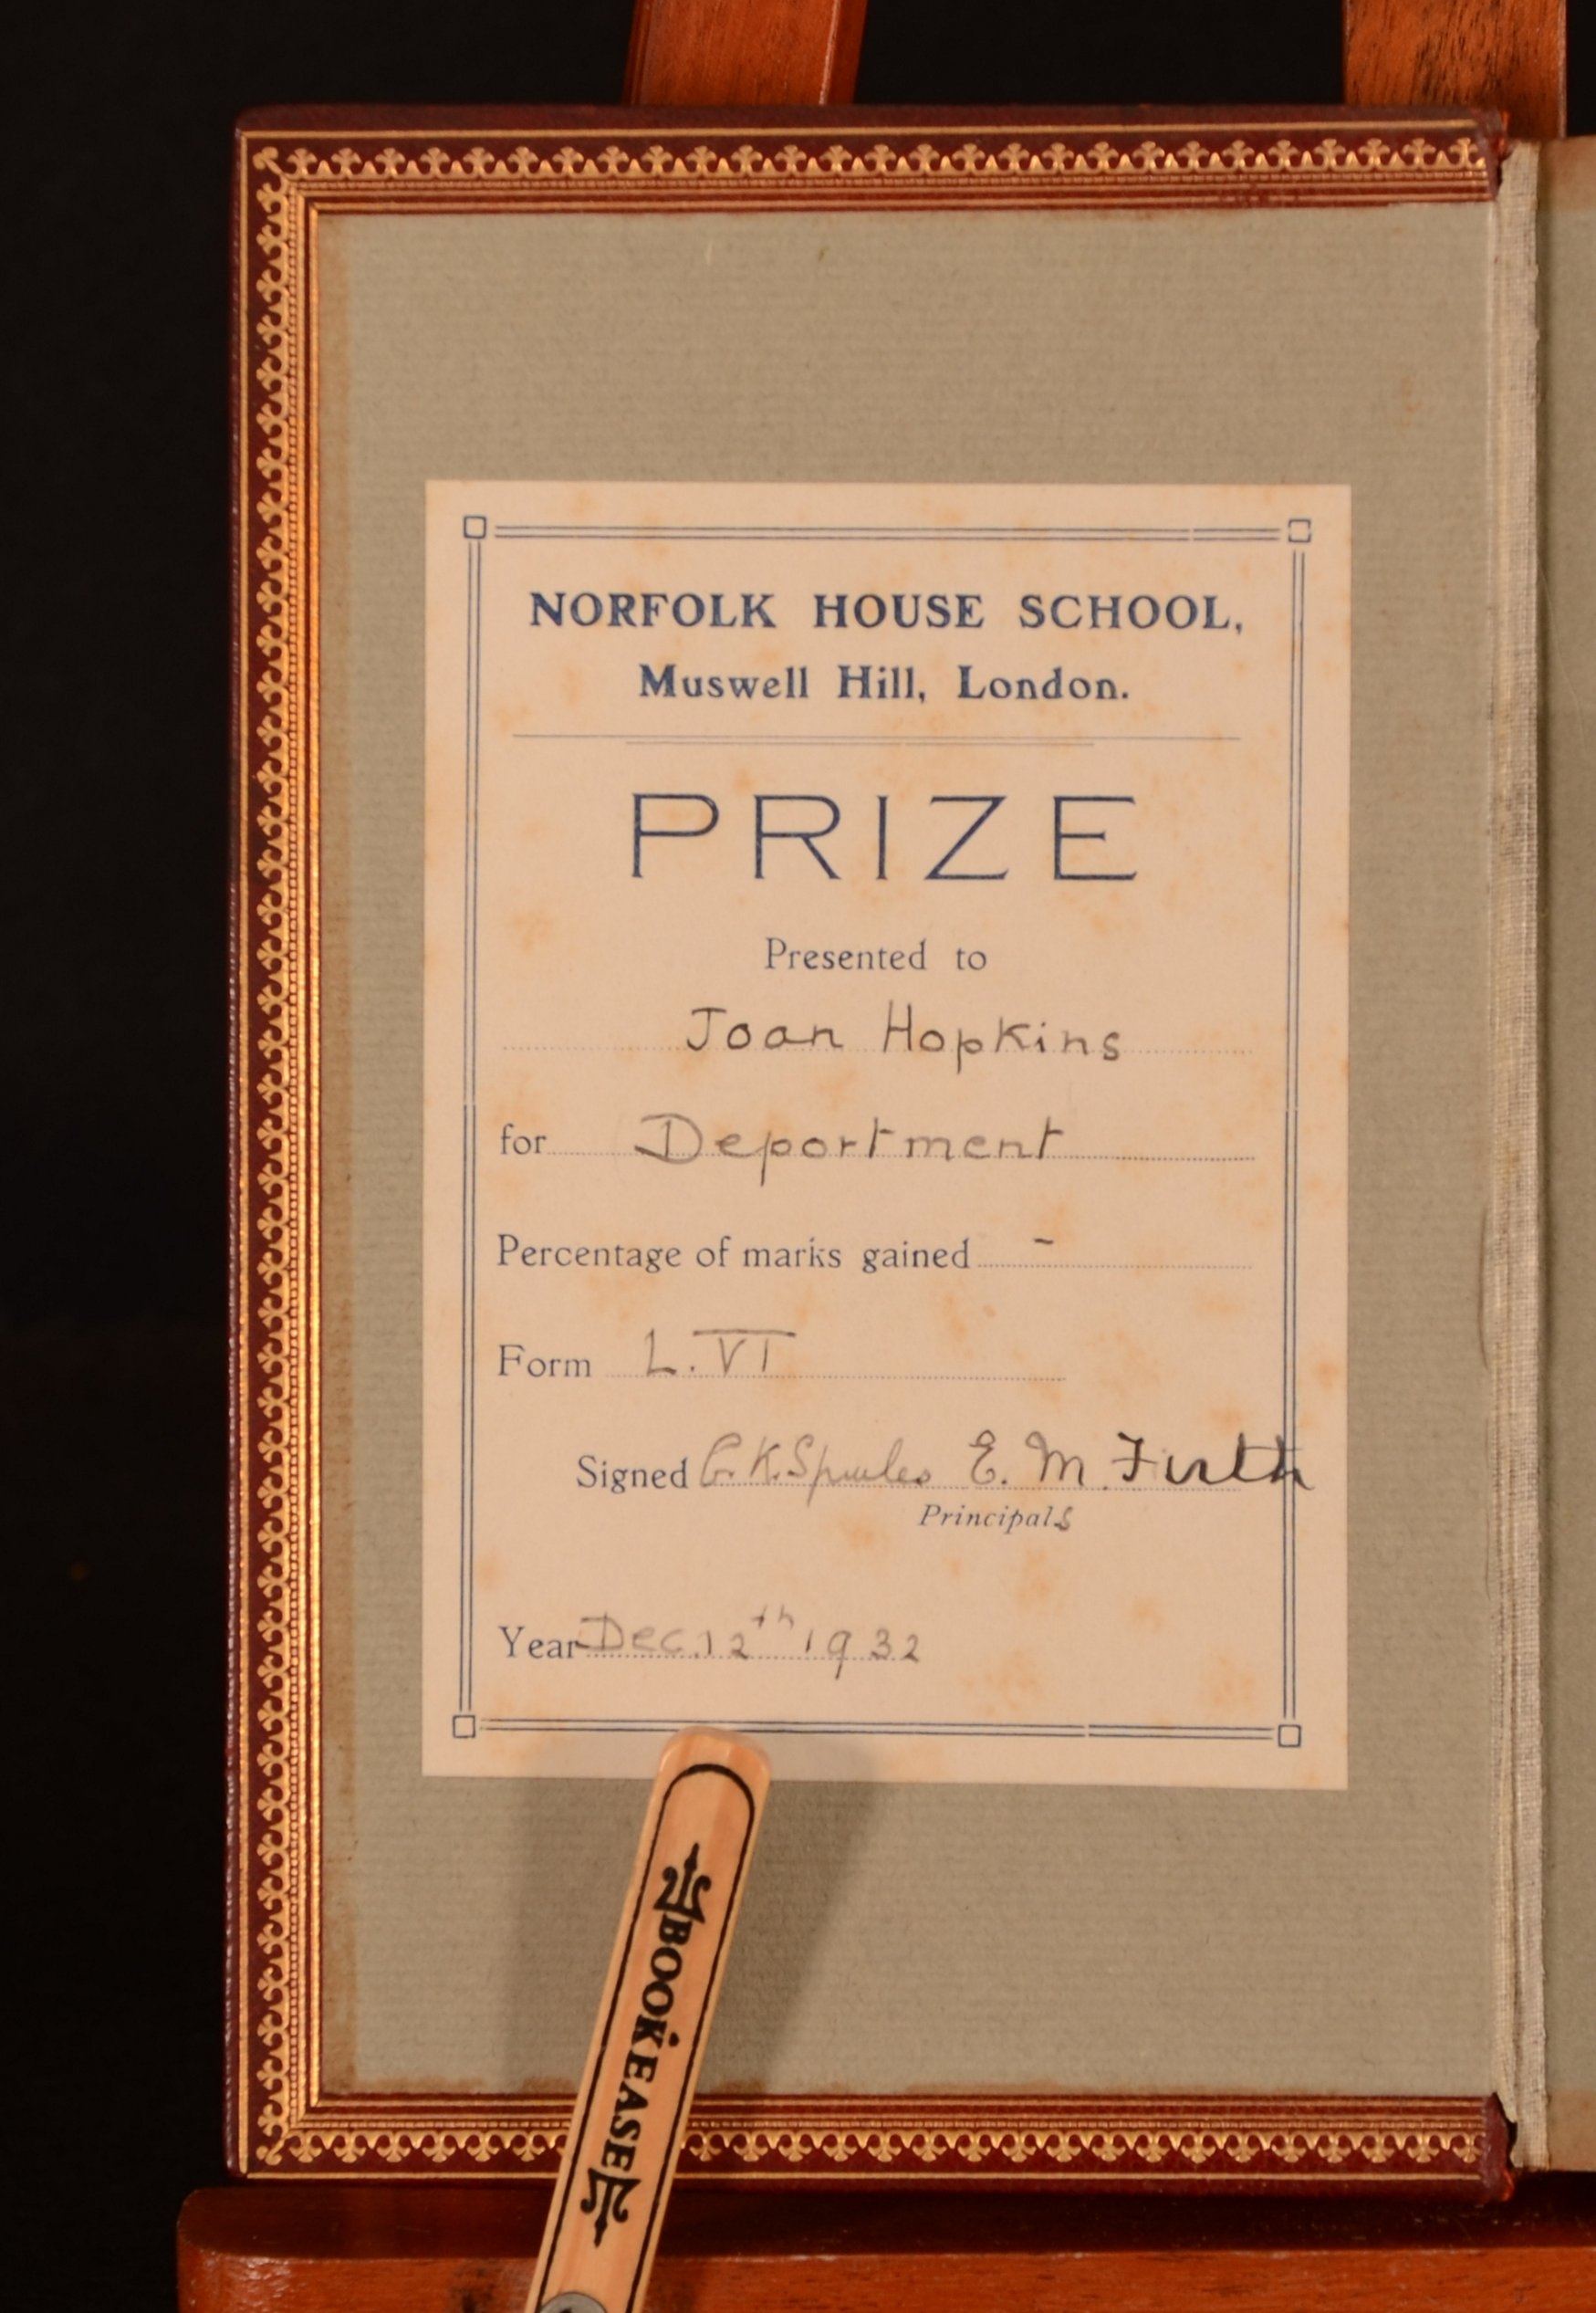 NORFOLK HOUSE SCHOOL,
Muswell Hill, London.
PRIZE
Presented to
Joan Hopkins
for Deportment
Percentage of marks gained -
Form L.VI
Signed E. M. Firth
Principals
Year Dec. 12th 1932
BOOKEASE